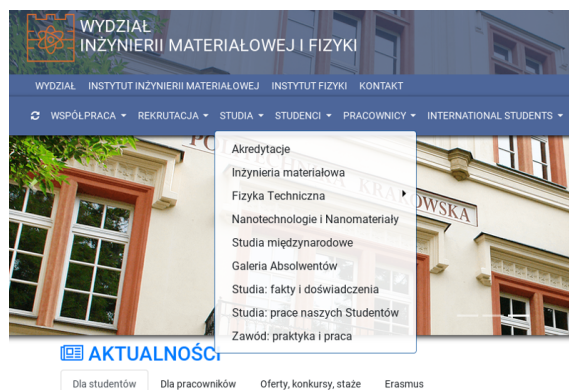 WYDZIAŁ
INŻYNIERII MATERIAŁOWEJ I FIZYKI
WYDZIAŁ INSTYTUT INŻYNIERII MATERIAŁOWEJ INSTYTUT FIZYKI KONTAKT
WSPÓŁPRACA REKRUTACJA STUDIA STUDENCI PRACOWNICY INTERNATIONAL STUDENTS
Akredytacje
Inżynieria materiałowa
Fizyka Techniczna
Nanotechnologie i Nanomateriały
Studia międzynarodowe
Galeria Absolwentów
Studia: fakty i doświadczenia
Studia: prace naszych Studentów
Zawód: praktyka i praca
AKTUALNOŚCI
Dla studentów Dla pracowników Oferty, konkursy, staże Erasmus